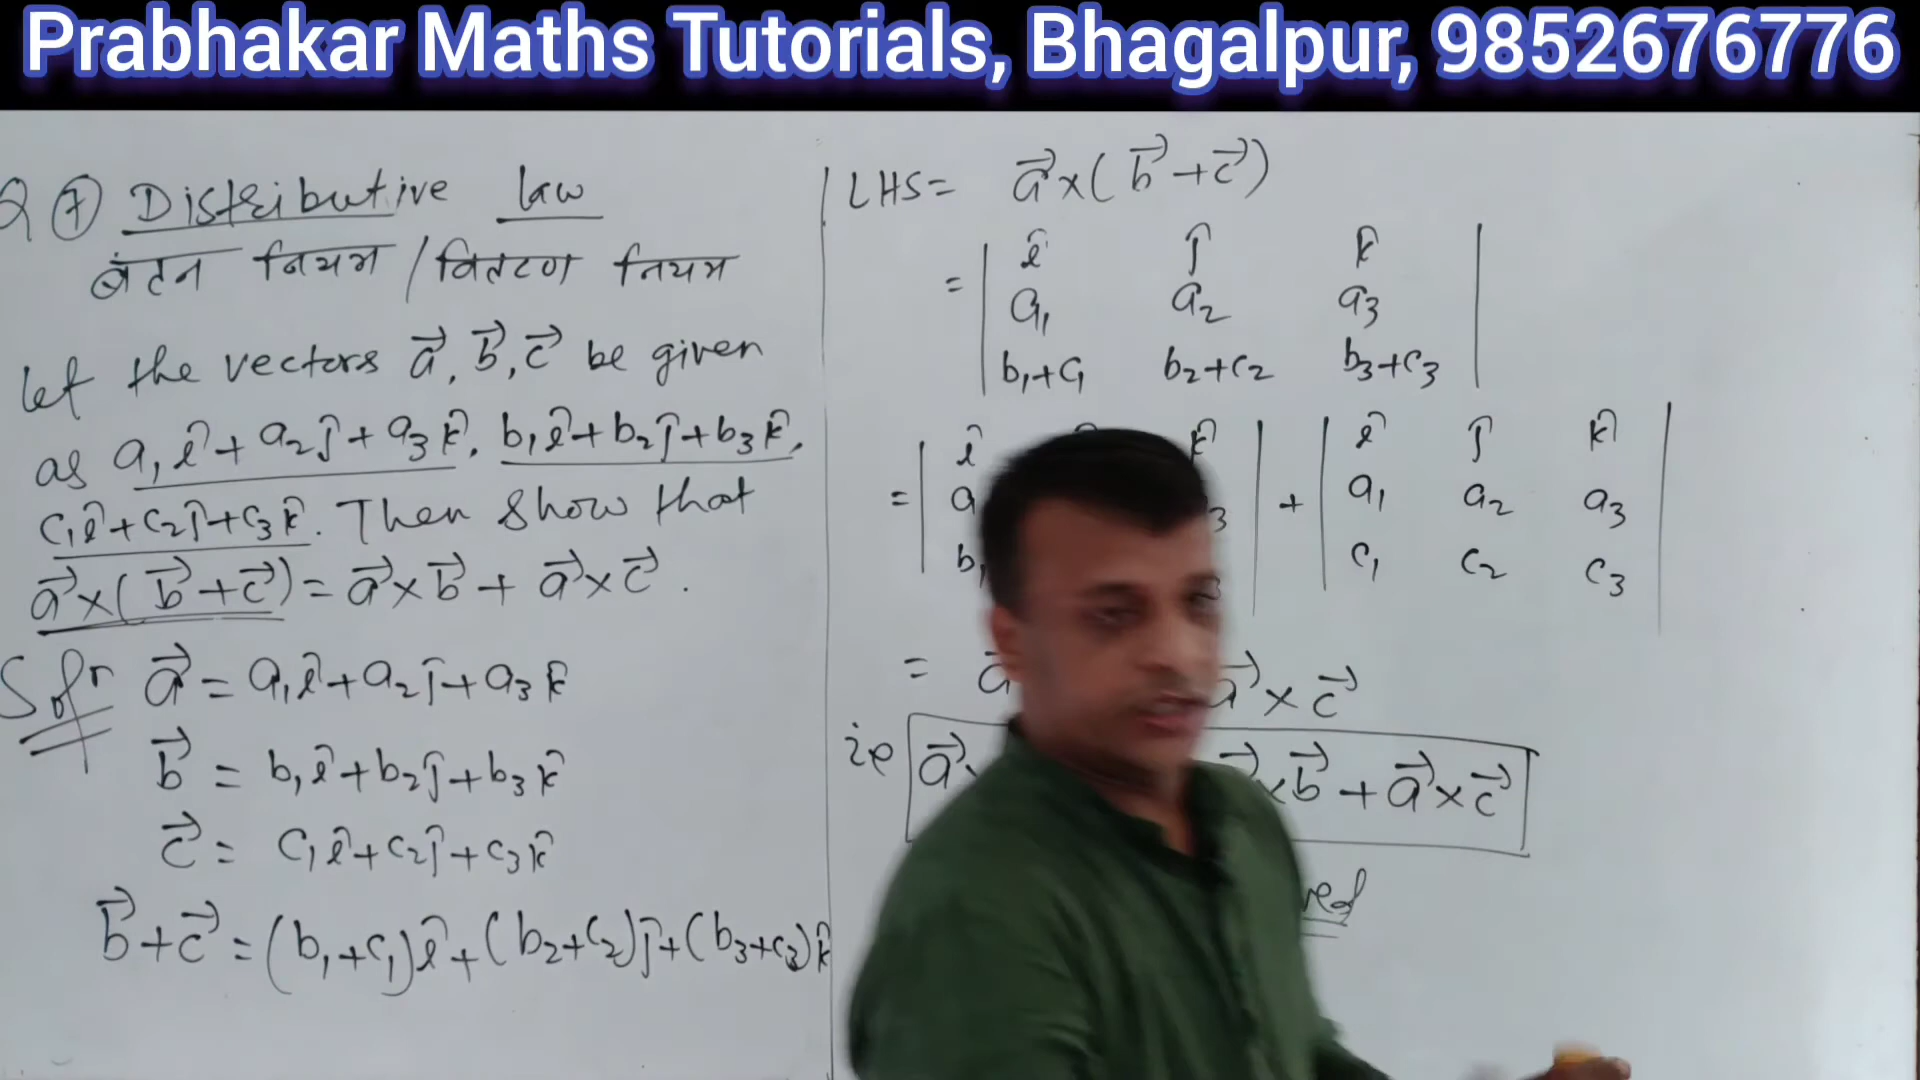 Prabhakar Maths Tutorials, Bhagalpur, 9852676776
Q ⑦ Distributive law
बंटन नियम / वितरण नियम
Let the vectors a⃗, b⃗, c⃗ be given
as a₁î+a₂ĵ+a₃k̂, b₁î+b₂ĵ+b₃k̂,
c₁î+c₂ĵ+c₃k̂. Then show that
a⃗×(b⃗+c⃗) = a⃗×b⃗ + a⃗×c⃗.
Solⁿ a⃗ = a₁î+a₂ĵ+a₃k̂
b⃗ = b₁î+b₂ĵ+b₃k̂
c⃗ = c₁î+c₂ĵ+c₃k̂
b⃗+c⃗ = (b₁+c₁)î+(b₂+c₂)ĵ+(b₃+c₃)k̂
LHS = a⃗×(b⃗+c⃗)
= | î ĵ k̂ |
| a₁ a₂ a₃ |
| b₁+c₁ b₂+c₂ b₃+c₃ |
= | î k̂ | + | î ĵ k̂ |
| a 3 | | a₁ a₂ a₃ |
| b₁ 3 | | c₁ c₂ c₃ |
= a⃗ a⃗×c⃗
ie a⃗× a⃗×b⃗ + a⃗×c⃗